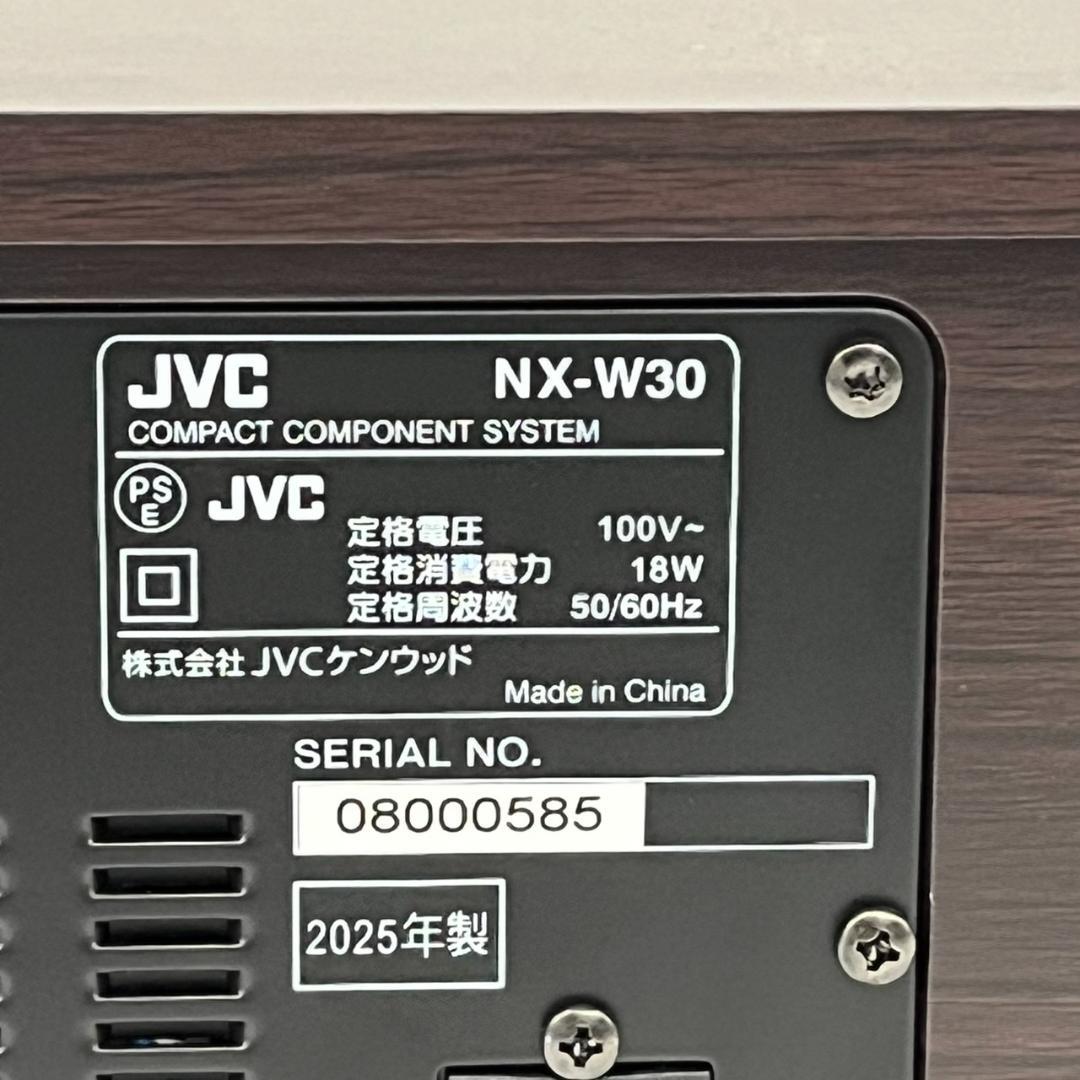 JVC NX-W30
COMPACT COMPONENT SYSTEM
PS
E
JVC
定格電圧 100V~
定格消費電力 18W
定格周波数 50/60Hz
株式会社 JVCケンウッド
Made in China
SERIAL NO.
08000585
2025年製